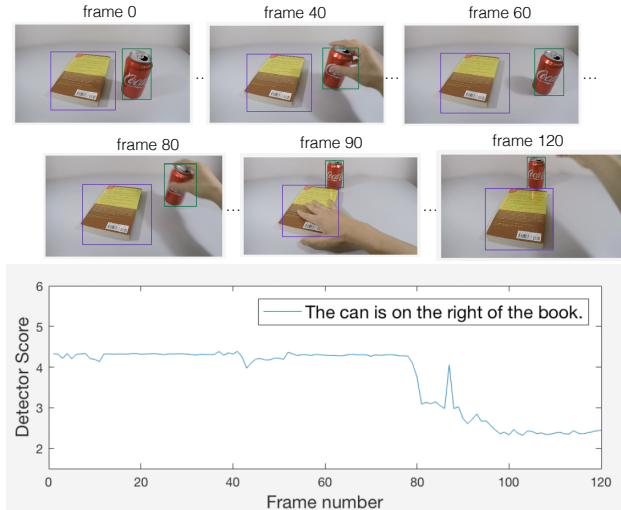 frame 0
frame 40
frame 60
frame 80
frame 90
frame 120
6
5
4
3
2
0
20
40
60
80
100
120
Detector Score
The can is on the right of the book.
Frame number